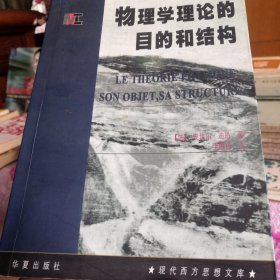 物理学理论的
目的和结构
LE THEORIE
SON OBJET, SA STRUCTURE
华夏出版社
★现代西方思想文库★